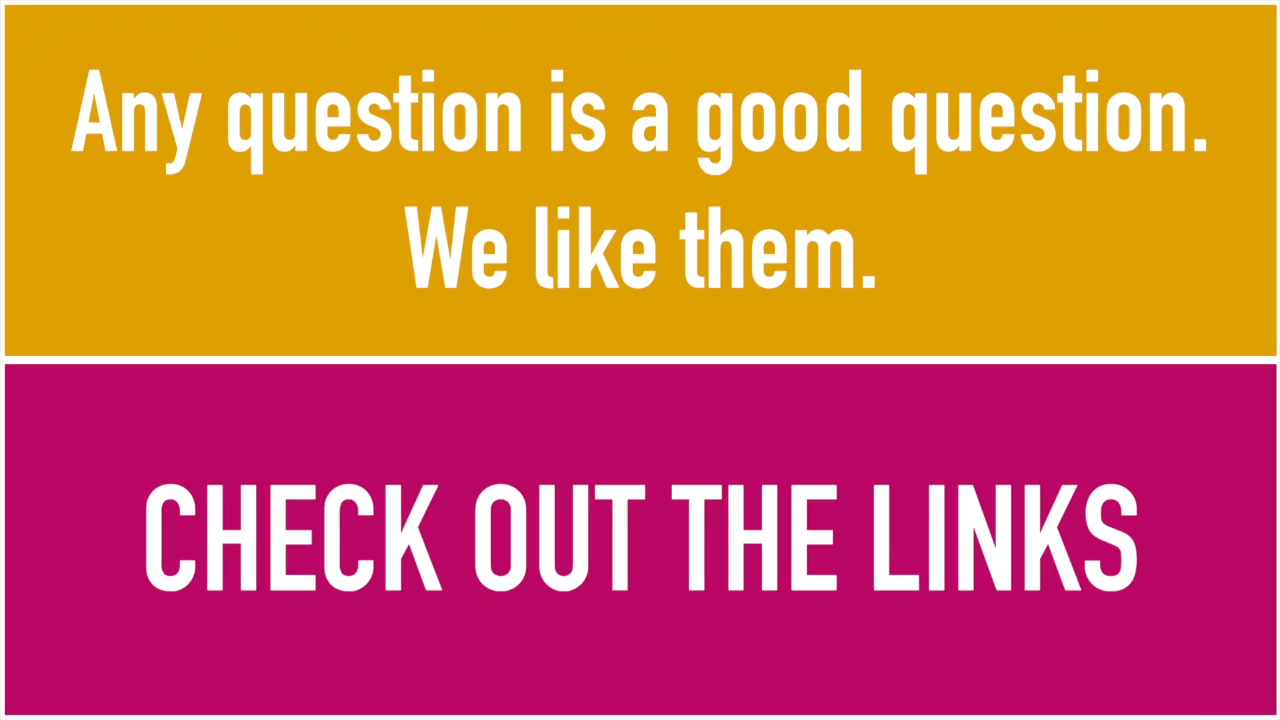 Any question is a good question.
We like them.
CHECK OUT THE LINKS